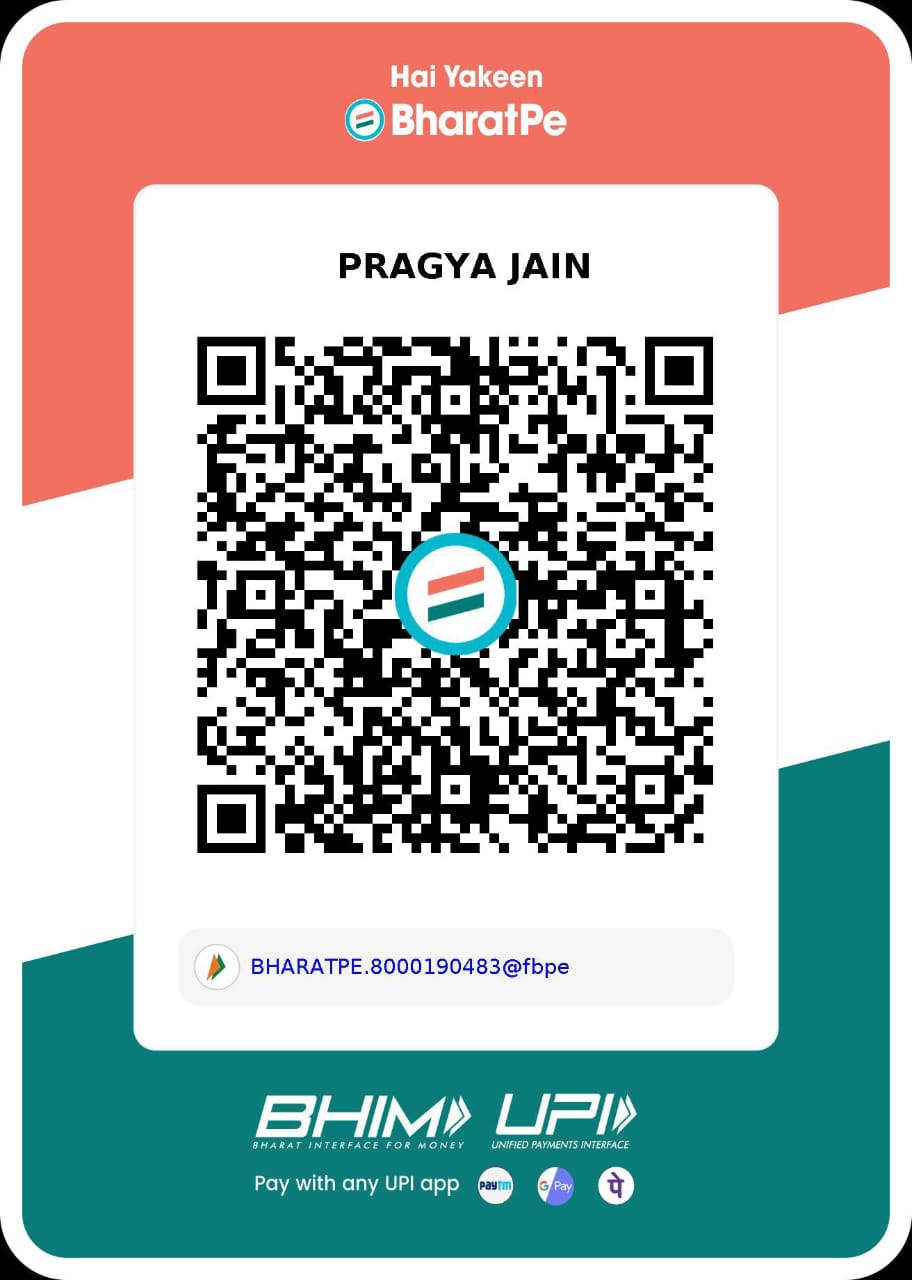 Hai Yakeen
BharatPe
PRAGYA JAIN
BHARATPE.8000190483@fbpe
BHIM UPI
BHARAT INTERFACE FOR MONEY UNIFIED PAYMENTS INTERFACE
Pay with any UPI app paytm G Pay पे